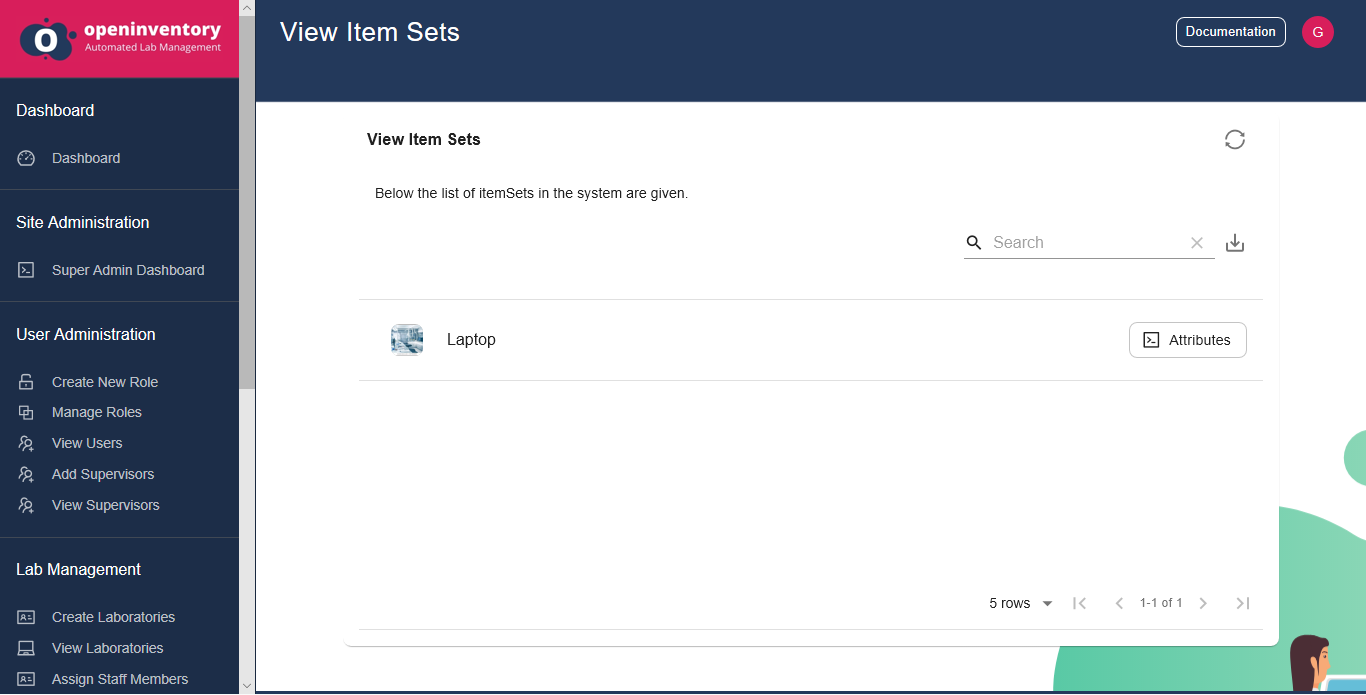 openinventory
Automated Lab Management
Dashboard
Dashboard
Site Administration
Super Admin Dashboard
User Administration
Create New Role
Manage Roles
View Users
Add Supervisors
View Supervisors
Lab Management
Create Laboratories
View Laboratories
Assign Staff Members
View Item Sets
Documentation
G
View Item Sets
Below the list of itemSets in the system are given.
Search
Laptop
Attributes
5 rows
1-1 of 1